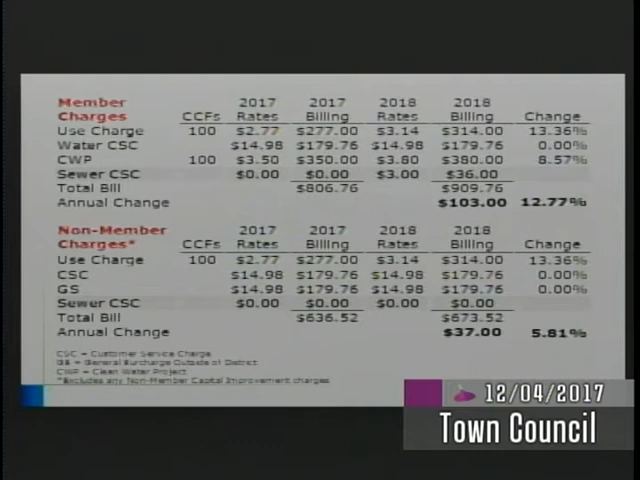 Member 2017 2017 2018 2018
Charges CCFs Rates Billing Rates Billing Change
Use Charge 100 $2.77 $277.00 $3.14 $314.00 13.36%
Water CSC $14.98 $179.76 $14.98 $179.76 0.00%
CWP 100 $3.50 $350.00 $3.80 $380.00 8.57%
Sewer CSC $0.00 $0.00 $3.00 $36.00
Total Bill $806.76 $909.76
Annual Change $103.00 12.77%
Non-Member 2017 2017 2018 2018
Charges* CCFs Rates Billing Rates Billing Change
Use Charge 100 $2.77 $277.00 $3.14 $314.00 13.36%
CSC $14.98 $179.76 $14.98 $179.76 0.00%
GS $14.98 $179.76 $14.98 $179.76 0.00%
Sewer CSC $0.00 $0.00 $0.00 $0.00
Total Bill $636.52 $673.52
Annual Change $37.00 5.81%
CSC = Customer Service Charge
GS = General Surcharge Outside of District
CWP = Clean Water Project
*Excludes any Non-Member Capital Improvement charges
12/04/2017
Town Council